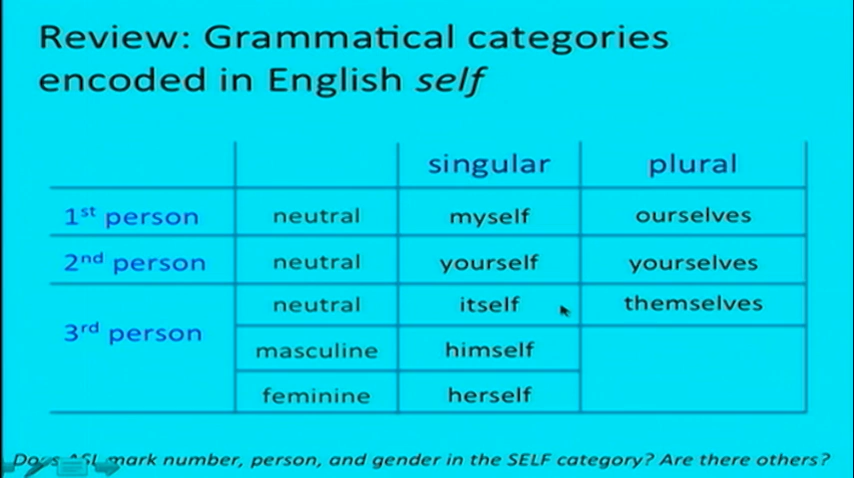 Review: Grammatical categories
encoded in English self
singular plural
1st person neutral myself ourselves
2nd person neutral yourself yourselves
3rd person neutral itself themselves
masculine himself
feminine herself
Does ASL mark number, person, and gender in the SELF category? Are there others?